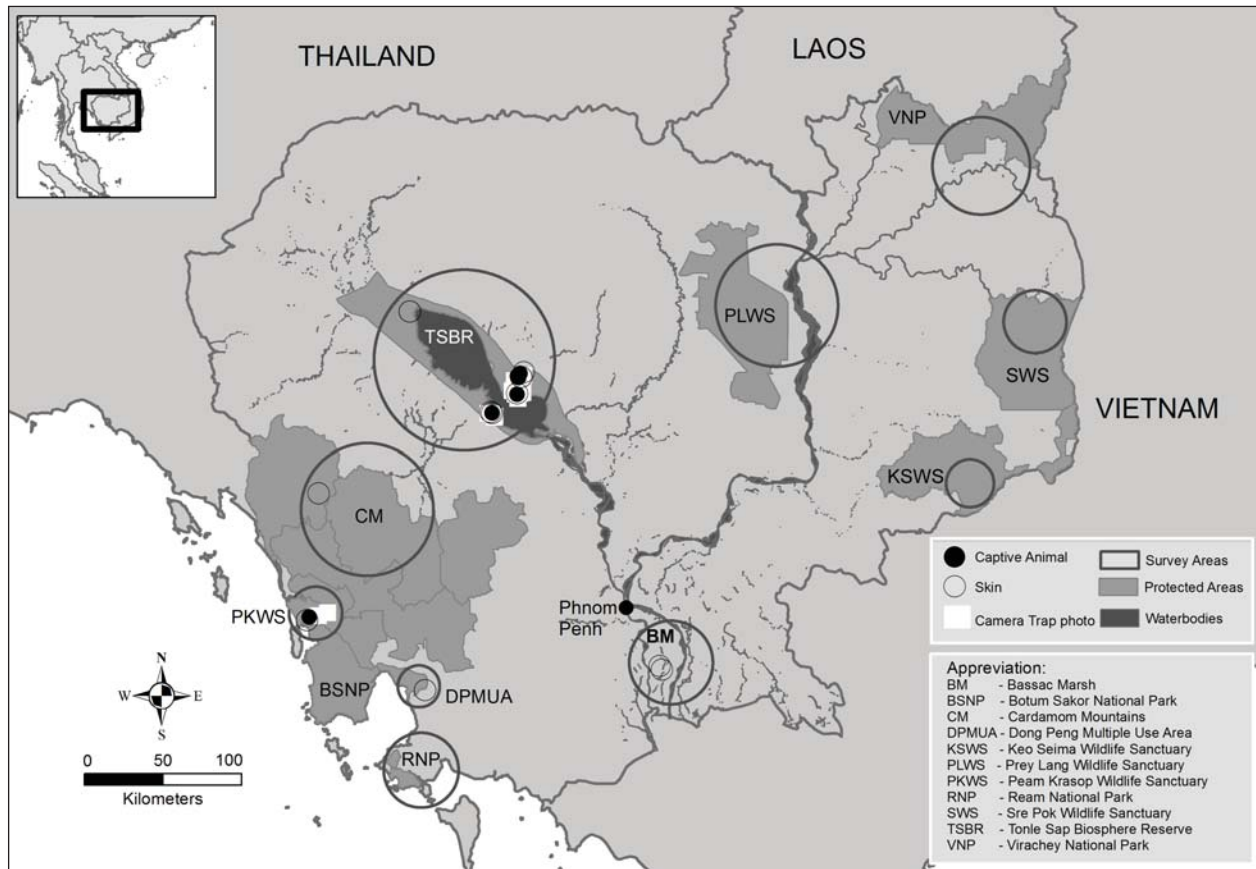 THAILAND
LAOS
VNP
TSBR
PLWS
SWS
VIETNAM
KSWS
CM
PKWS
Phnom
Penh
BM
BSNP
DPMUA
RNP
N
W E
S
0 50 100
Kilometers
Captive Animal
Skin
Camera Trap photo
Survey Areas
Protected Areas
Waterbodies
Appreviation:
BM - Bassac Marsh
BSNP - Botum Sakor National Park
CM - Cardamom Mountains
DPMUA - Dong Peng Multiple Use Area
KSWS - Keo Seima Wildlife Sanctuary
PLWS - Prey Lang Wildlife Sanctuary
PKWS - Peam Krasop Wildlife Sanctuary
RNP - Ream National Park
SWS - Sre Pok Wildlife Sanctuary
TSBR - Tonle Sap Biosphere Reserve
VNP - Virachey National Park